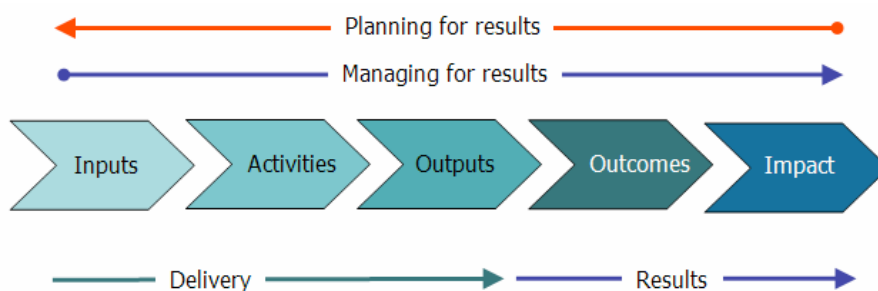 Planning for results
Managing for results
Inputs Activities Outputs Outcomes Impact
Delivery Results